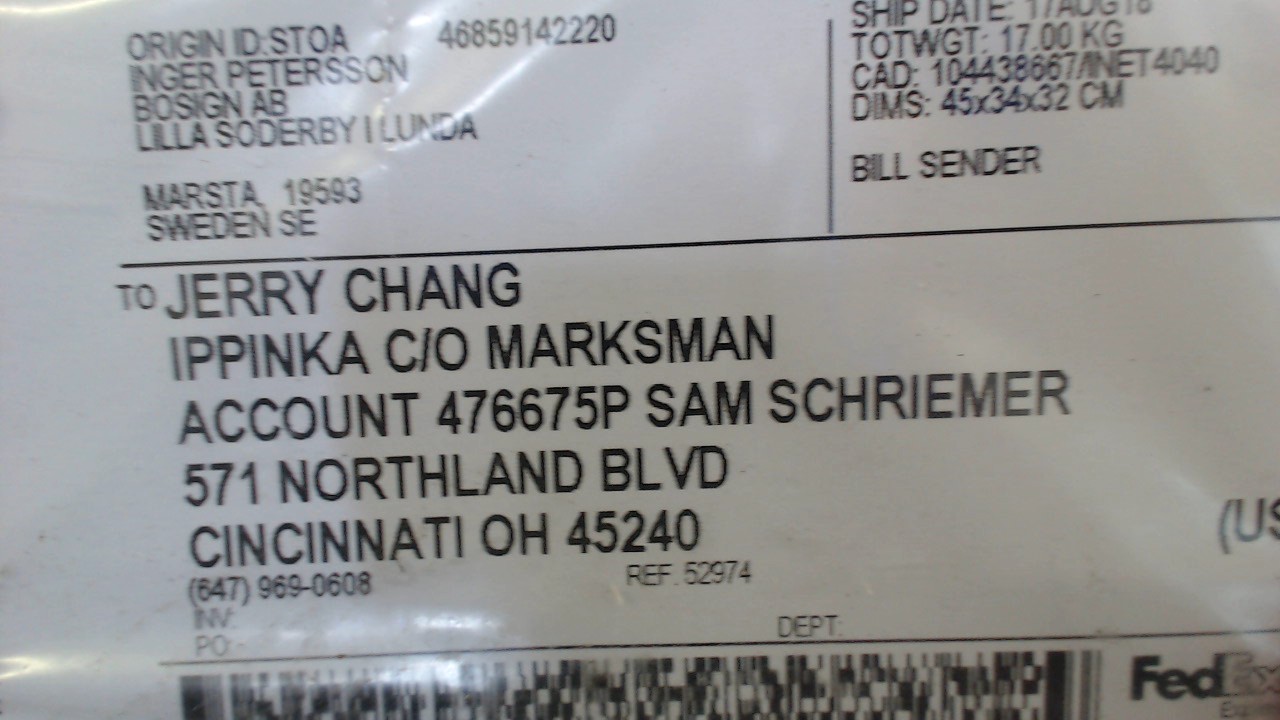 ORIGIN ID:STOA 46859142220
INGER PETERSSON
BOSIGN AB
LILLA SODERBY I LUNDA
MARSTA, 19593
SWEDEN SE
SHIP DATE: 17AUG18
TOTWGT: 17.00 KG
CAD: 104438667/INET4040
DIMS: 45x34x32 CM
BILL SENDER
TO JERRY CHANG
IPPINKA C/O MARKSMAN
ACCOUNT 476675P SAM SCHRIEMER
571 NORTHLAND BLVD
CINCINNATI OH 45240
(US
(647) 969-0608 REF: 52974
INV:
PO: DEPT:
FedEx